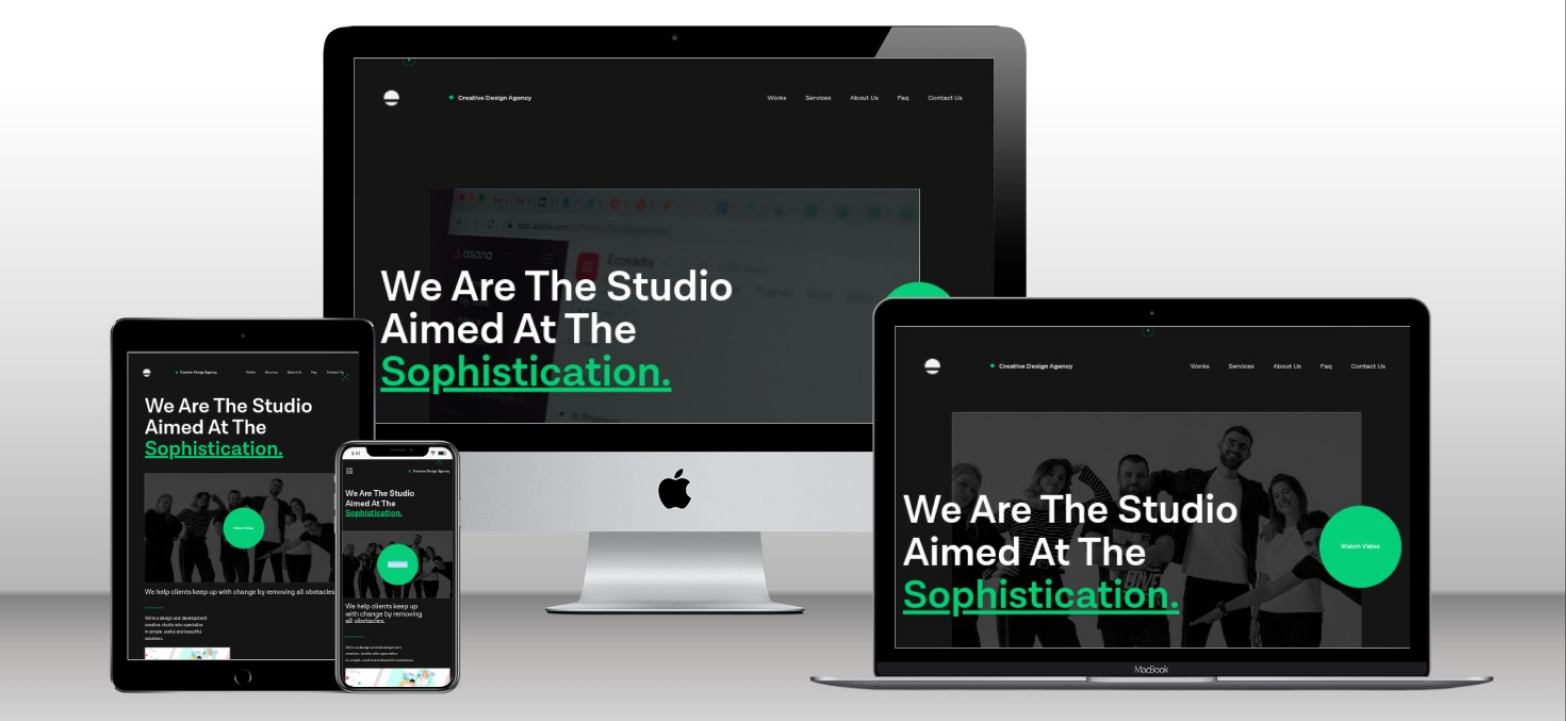 Creative Design Agency
Works Services About Us Faq Contact Us
app.asana.com
asana
Ecovadis
We Are The Studio
Aimed At The
Sophistication.
Creative Design Agency
Works Services About Us Faq Contact Us
We Are The Studio
Aimed At The
Sophistication.
Watch Video
We help clients keep up with change by removing all obstacles
We're a design and development
creative, studio who specialise
in simple, useful and beautiful
solutions.
3:41
Creative Design Agency
We Are The Studio
Aimed At The
Sophistication.
We help clients keep up
with change by removing
all obstacles.
We're a design and development
creative, studio who specialise
in simple, useful and beautiful solutions.
Creative Design Agency
Works Services About Us Faq Contact Us
We Are The Studio
Aimed At The
Sophistication.
Watch Video
MacBook